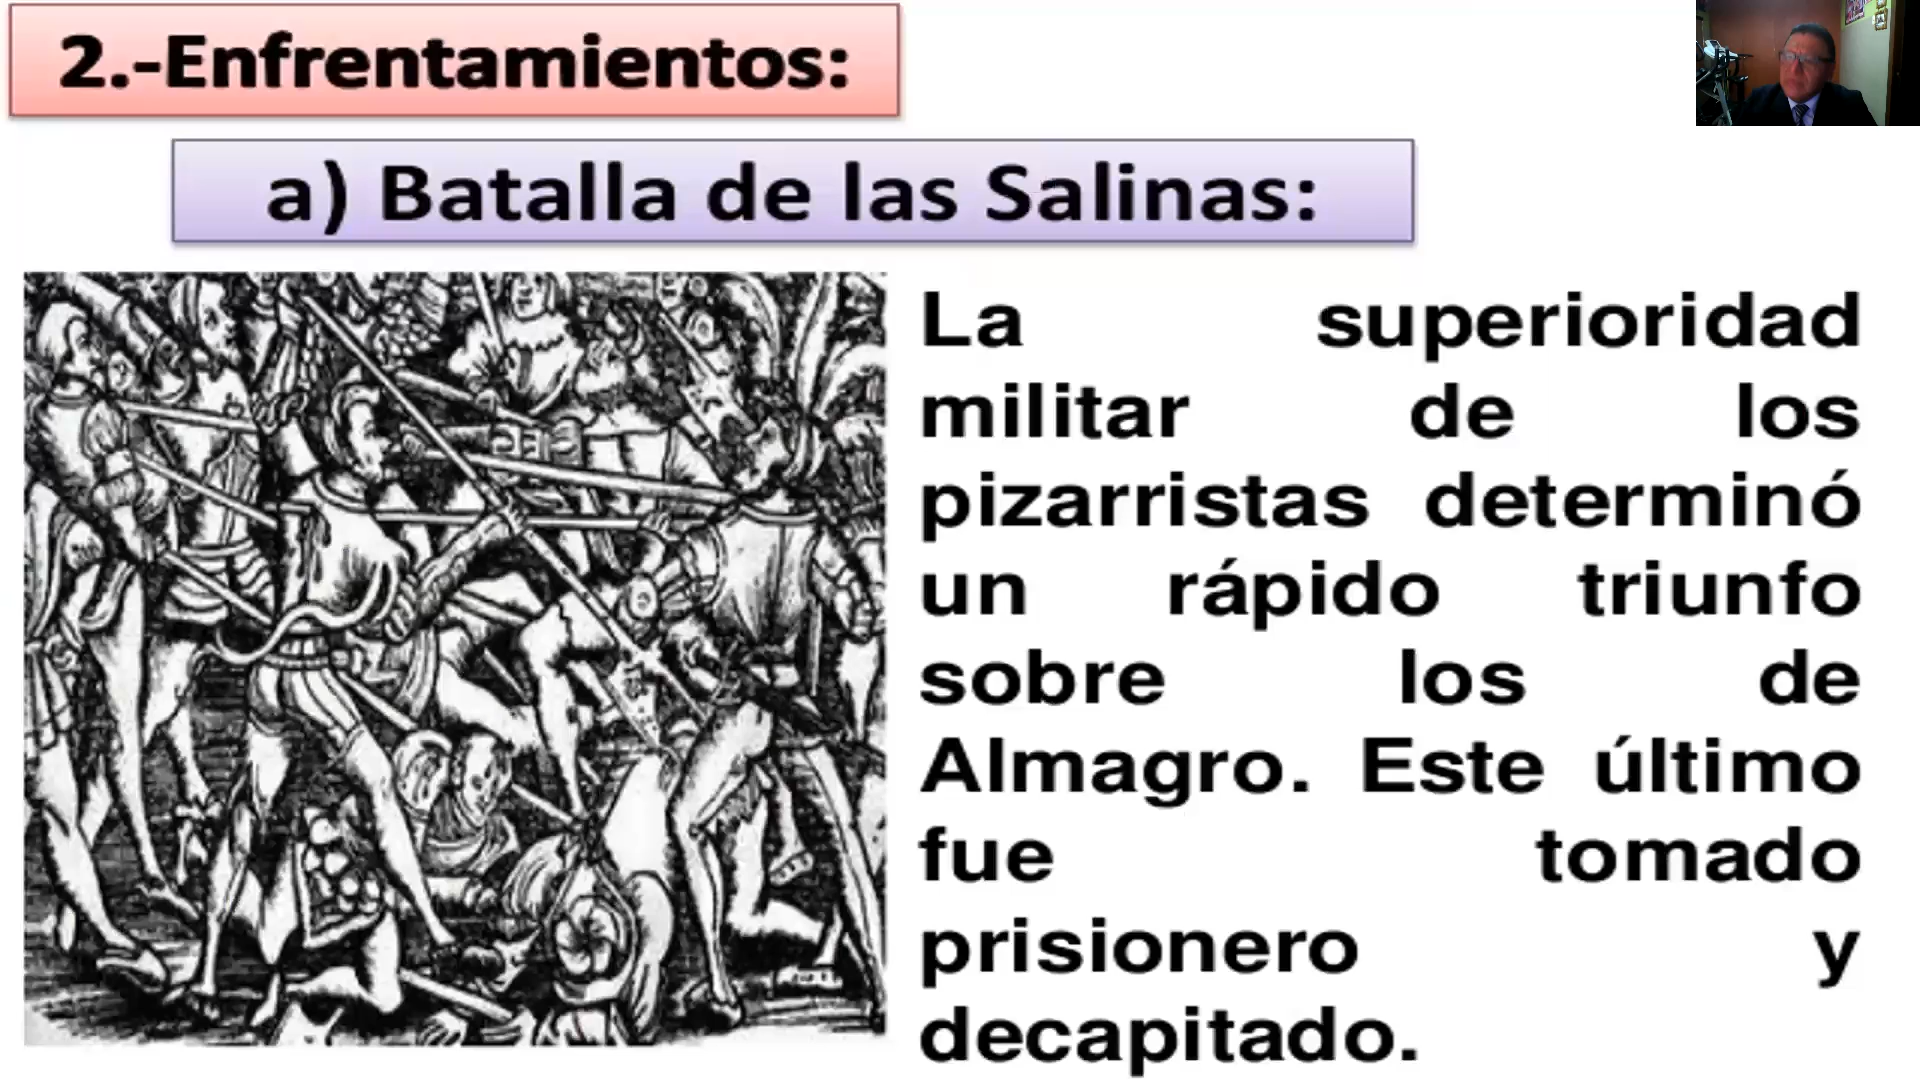 2.-Enfrentamientos:
a) Batalla de las Salinas:
La superioridad
militar de los
pizarristas determinó
un rápido triunfo
sobre los de
Almagro. Este último
fue tomado
prisionero y
decapitado.